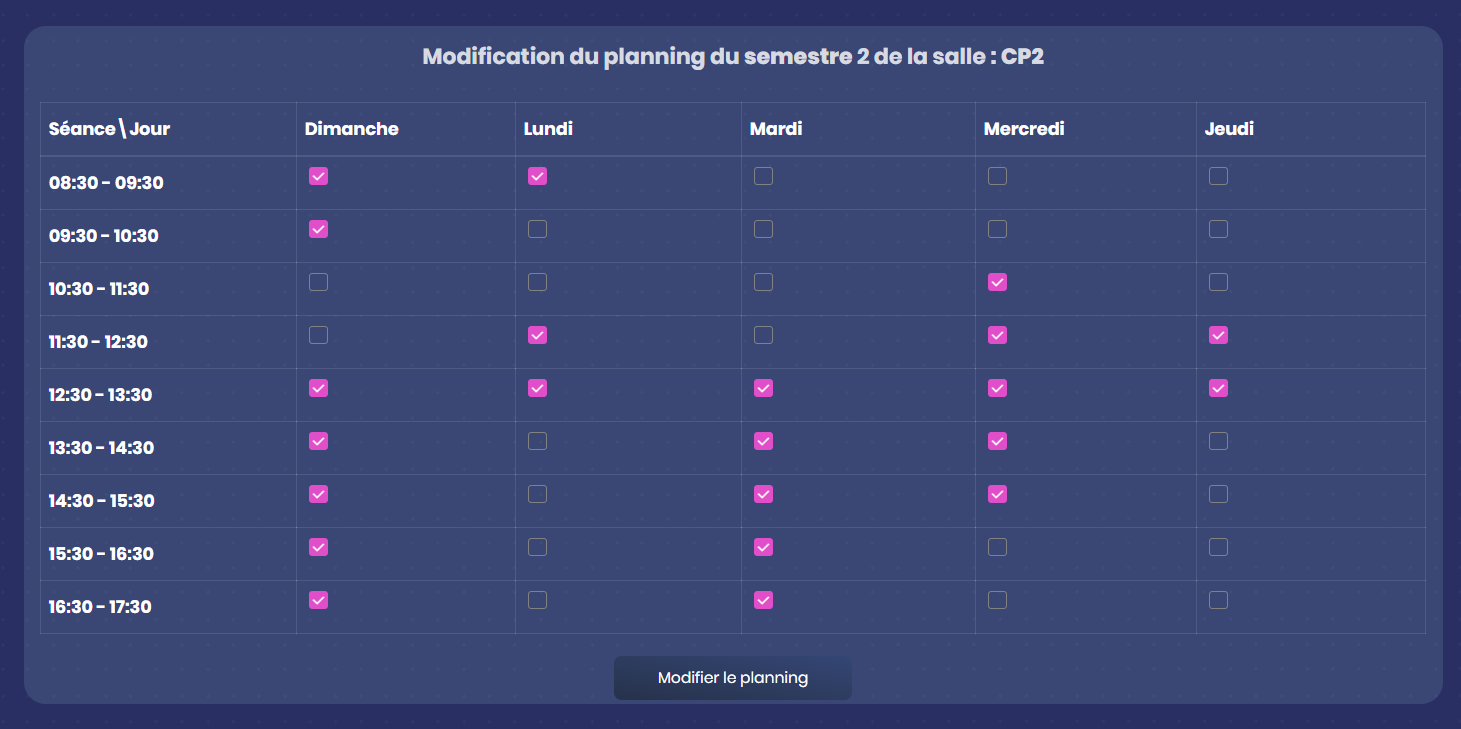 Modification du planning du semestre 2 de la salle : CP2
Séance\Jour Dimanche Lundi Mardi Mercredi Jeudi
08:30 - 09:30
09:30 - 10:30
10:30 - 11:30
11:30 - 12:30
12:30 - 13:30
13:30 - 14:30
14:30 - 15:30
15:30 - 16:30
16:30 - 17:30
Modifier le planning